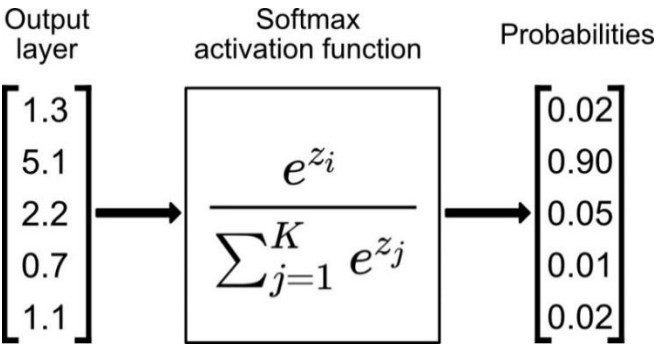 Output
layer
Softmax
activation function
Probabilities
1.3
5.1
2.2
0.7
1.1
e^{z_i}
∑_{j=1}^{K} e^{z_j}
0.02
0.90
0.05
0.01
0.02